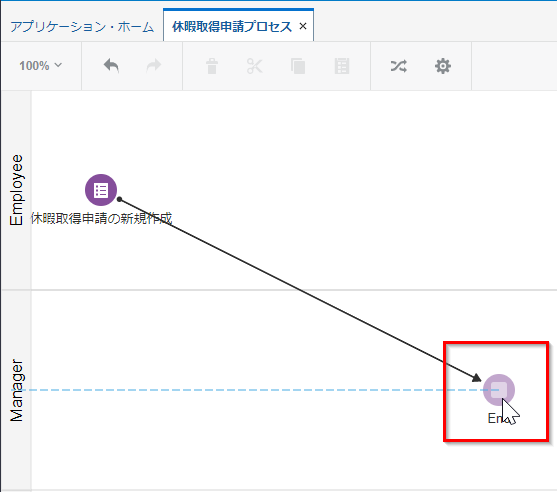 アプリケーション・ホーム
休暇取得申請プロセス ×
100%
Employee
休暇取得申請の新規作成
Manager